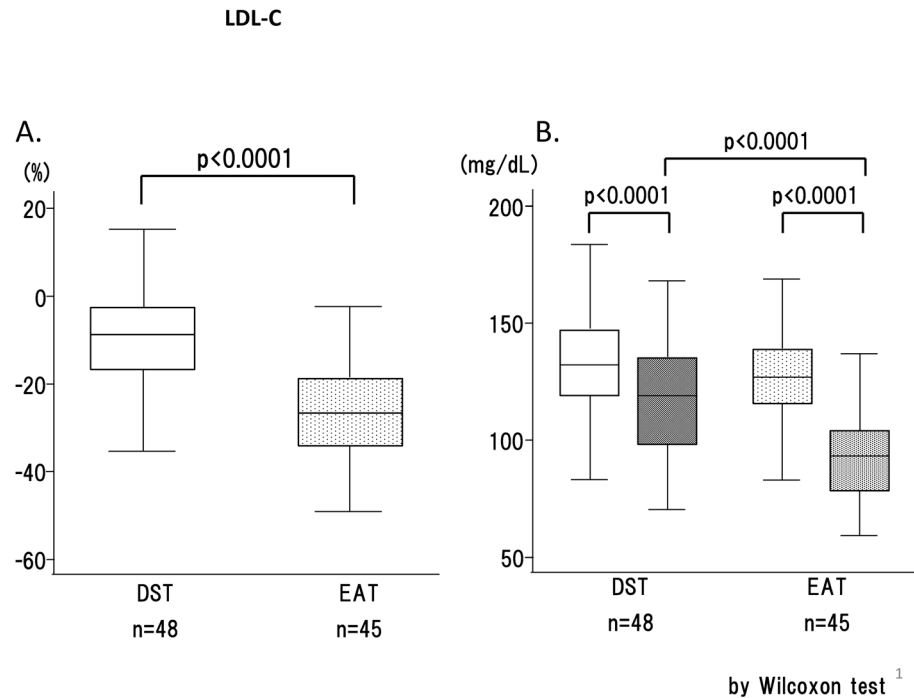 LDL-C
A.
(%)
p<0.0001
20
0
-20
-40
-60
DST
EAT
n=48
n=45
B.
(mg/dL)
p<0.0001
p<0.0001
p<0.0001
200
150
100
50
DST
EAT
n=48
n=45
by Wilcoxon test
1